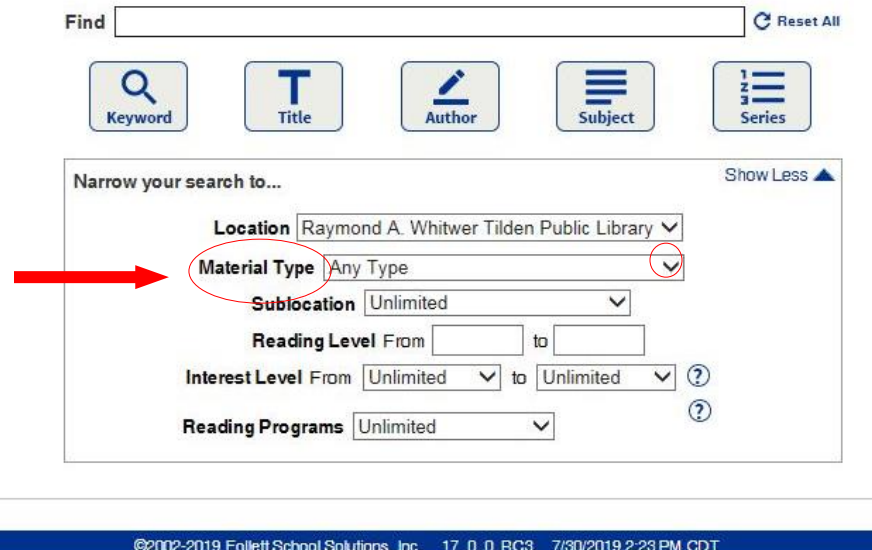 Find Reset All
Keyword Title Author Subject Series
Narrow your search to... Show Less
Location Raymond A. Whitwer Tilden Public Library
Material Type Any Type
Sublocation Unlimited
Reading Level From to
Interest Level From Unlimited to Unlimited ?
?
Reading Programs Unlimited
©2002-2019 Follett School Solutions, Inc. 17_0_0_RC3 7/30/2019 2:23 PM CDT